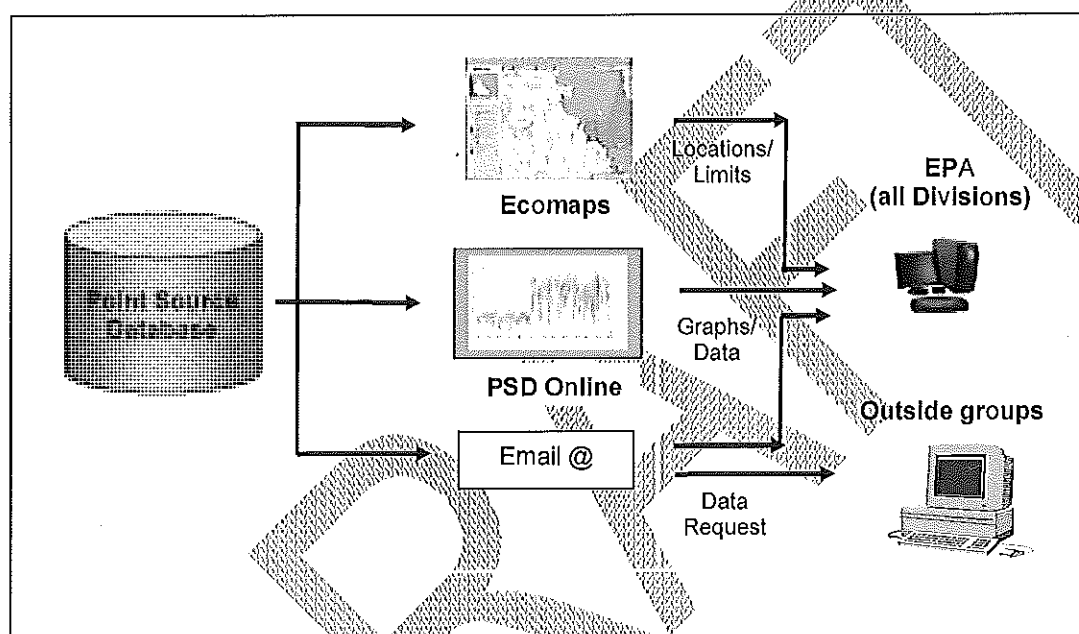 Locations/
Limits
EPA
(all Divisions)
Ecomaps
Point Source
Database
Graphs/
Data
PSD Online
Outside groups
Email @
Data
Request